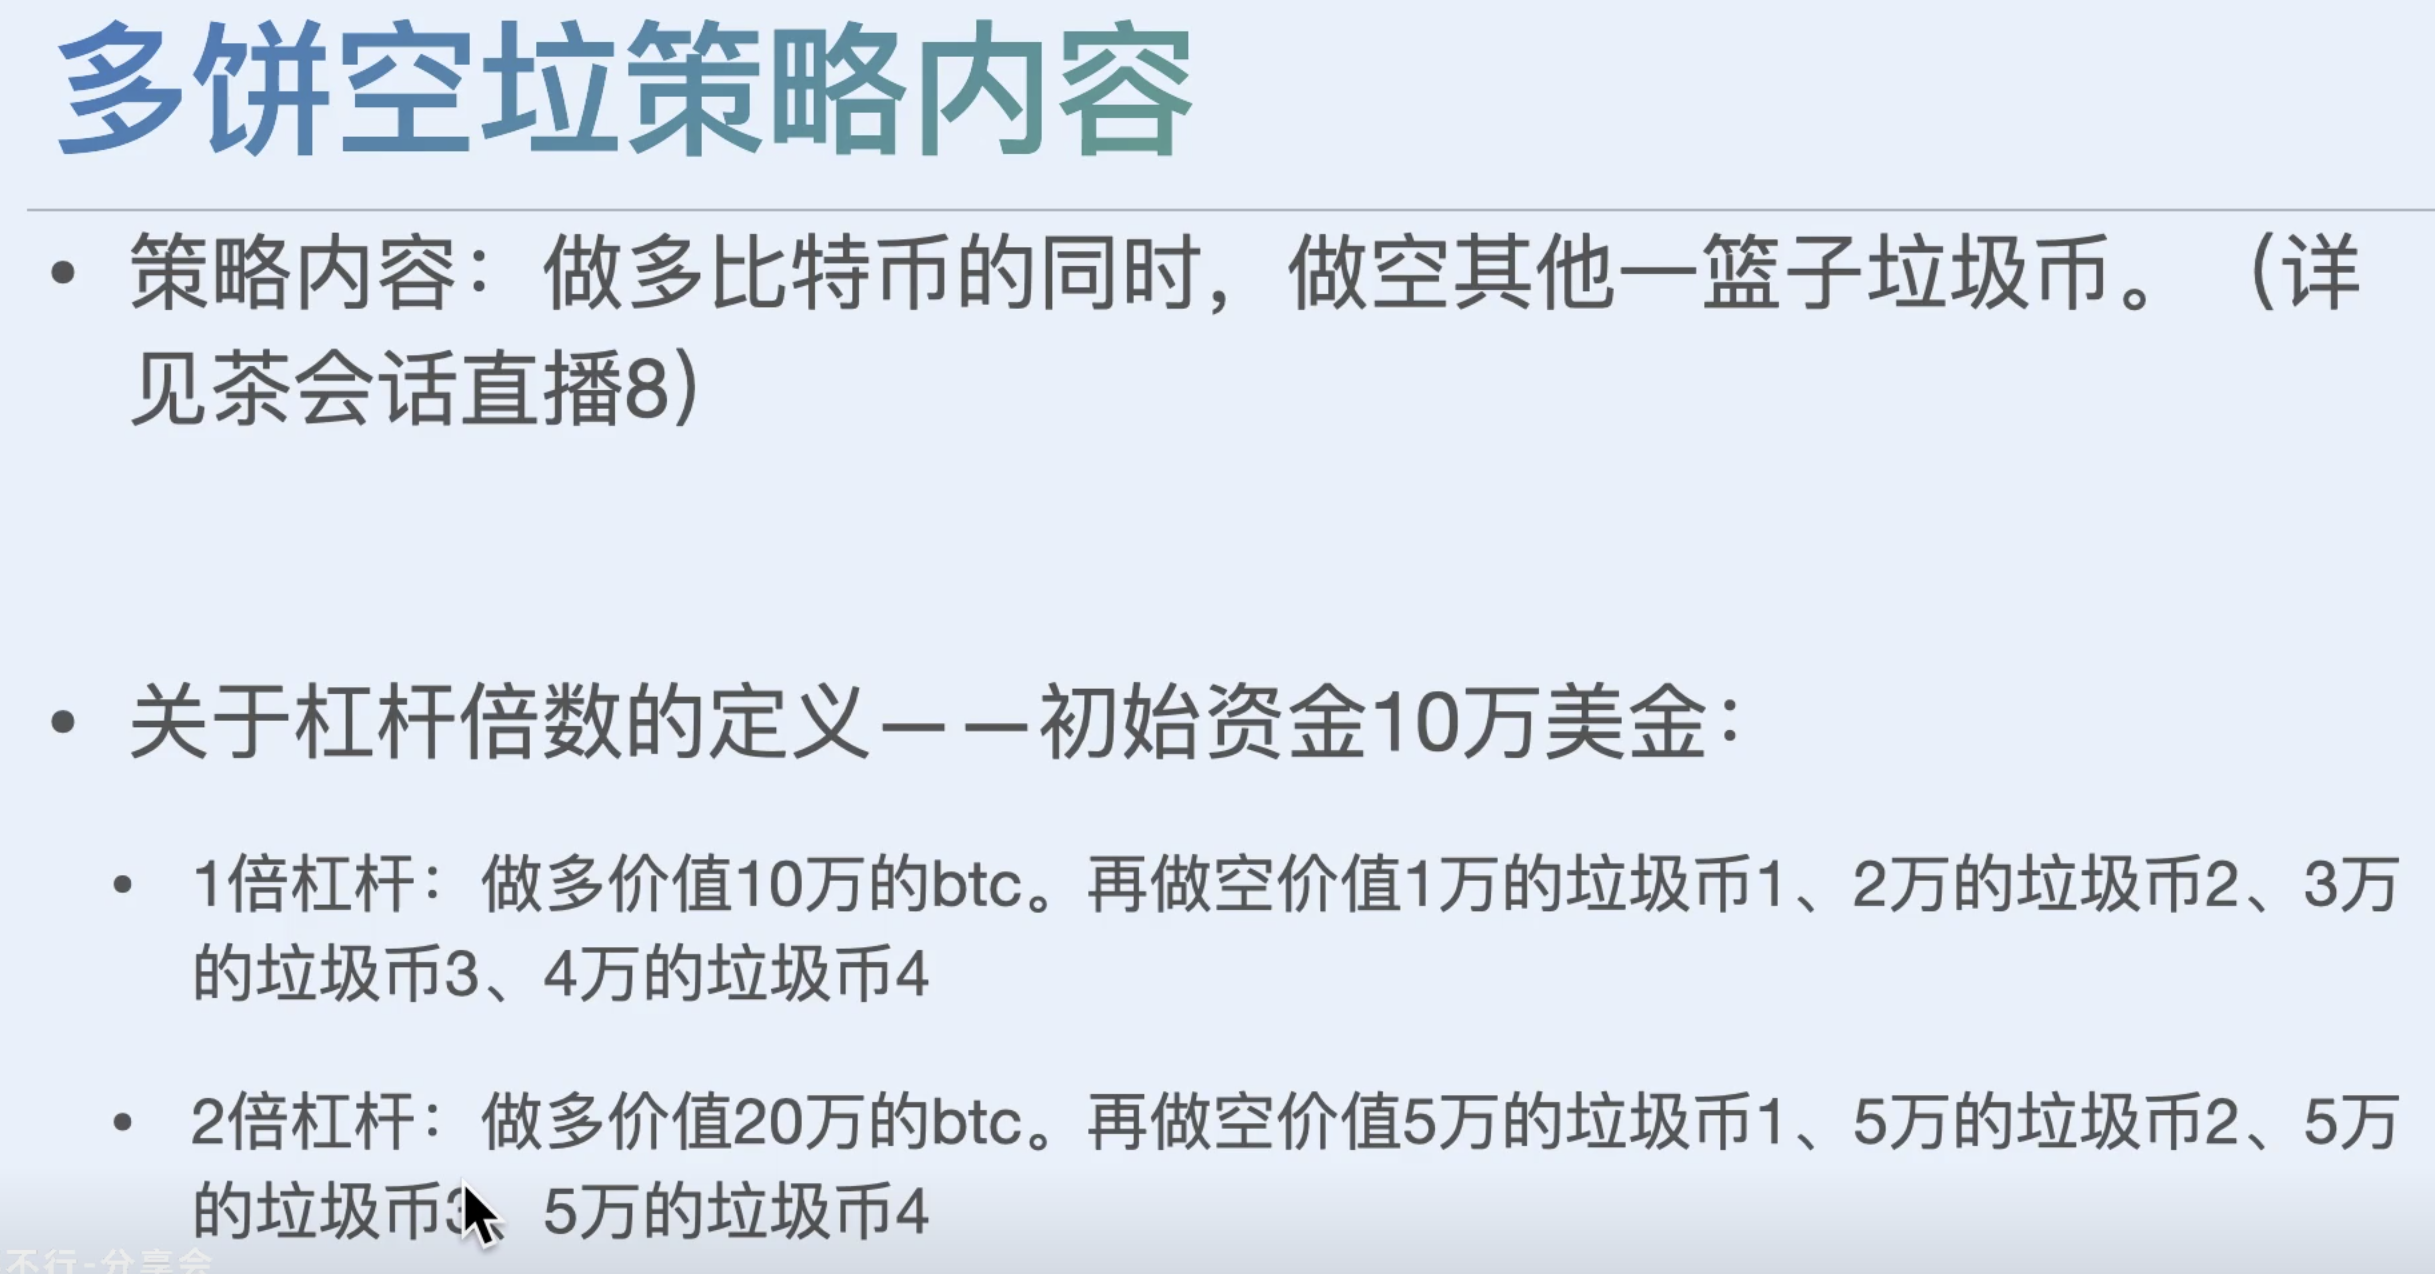 多饼空垃策略内容
• 策略内容：做多比特币的同时，做空其他一篮子垃圾币。（详
见茶会话直播8）
• 关于杠杆倍数的定义——初始资金10万美金：
• 1倍杠杆：做多价值10万的btc。再做空价值1万的垃圾币1、2万的垃圾币2、3万
的垃圾币3、4万的垃圾币4
• 2倍杠杆：做多价值20万的btc。再做空价值5万的垃圾币1、5万的垃圾币2、5万
的垃圾币3、5万的垃圾币4
不行-分享会